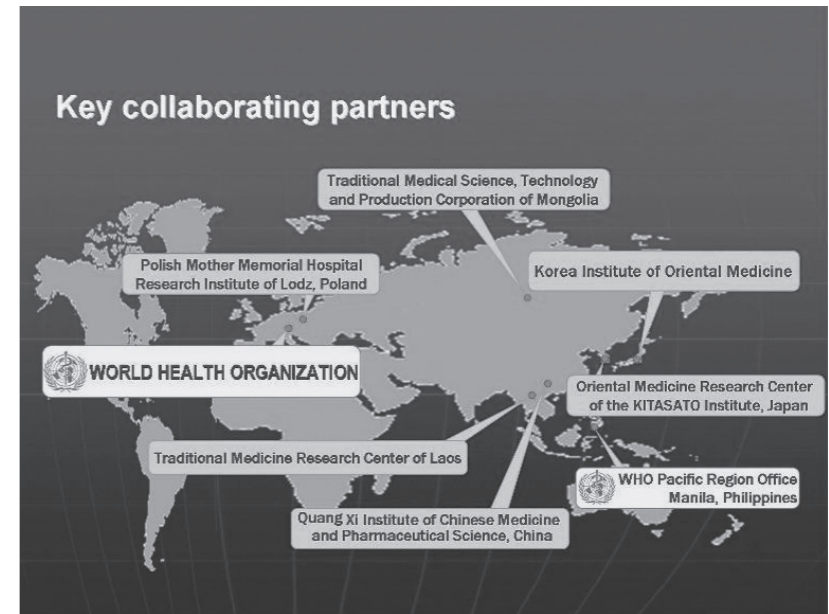 Key collaborating partners
Traditional Medical Science, Technology
and Production Corporation of Mongolia
Polish Mother Memorial Hospital
Research Institute of Lodz, Poland
Korea Institute of Oriental Medicine
WORLD HEALTH ORGANIZATION
Oriental Medicine Research Center
of the KITASATO Institute, Japan
Traditional Medicine Research Center of Laos
WHO Pacific Region Office
Manila, Philippines
Quang Xi Institute of Chinese Medicine
and Pharmaceutical Science, China